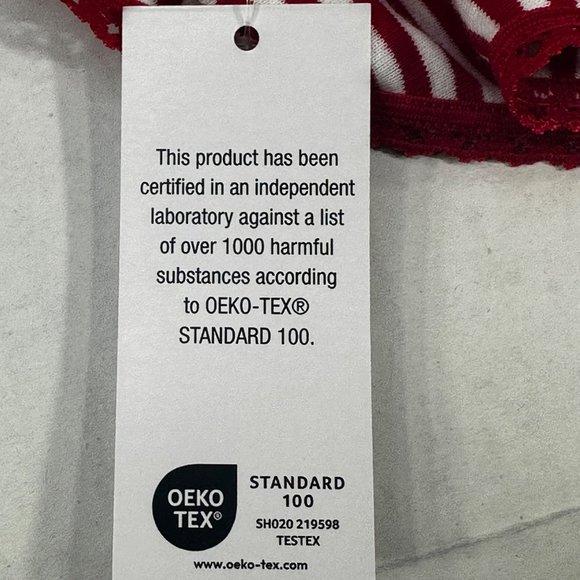 This product has been
certified in an independent
laboratory against a list
of over 1000 harmful
substances according
to OEKO-TEX®
STANDARD 100.
OEKO
TEX®
STANDARD
100
SH020 219598
TESTEX
www.oeko-tex.com